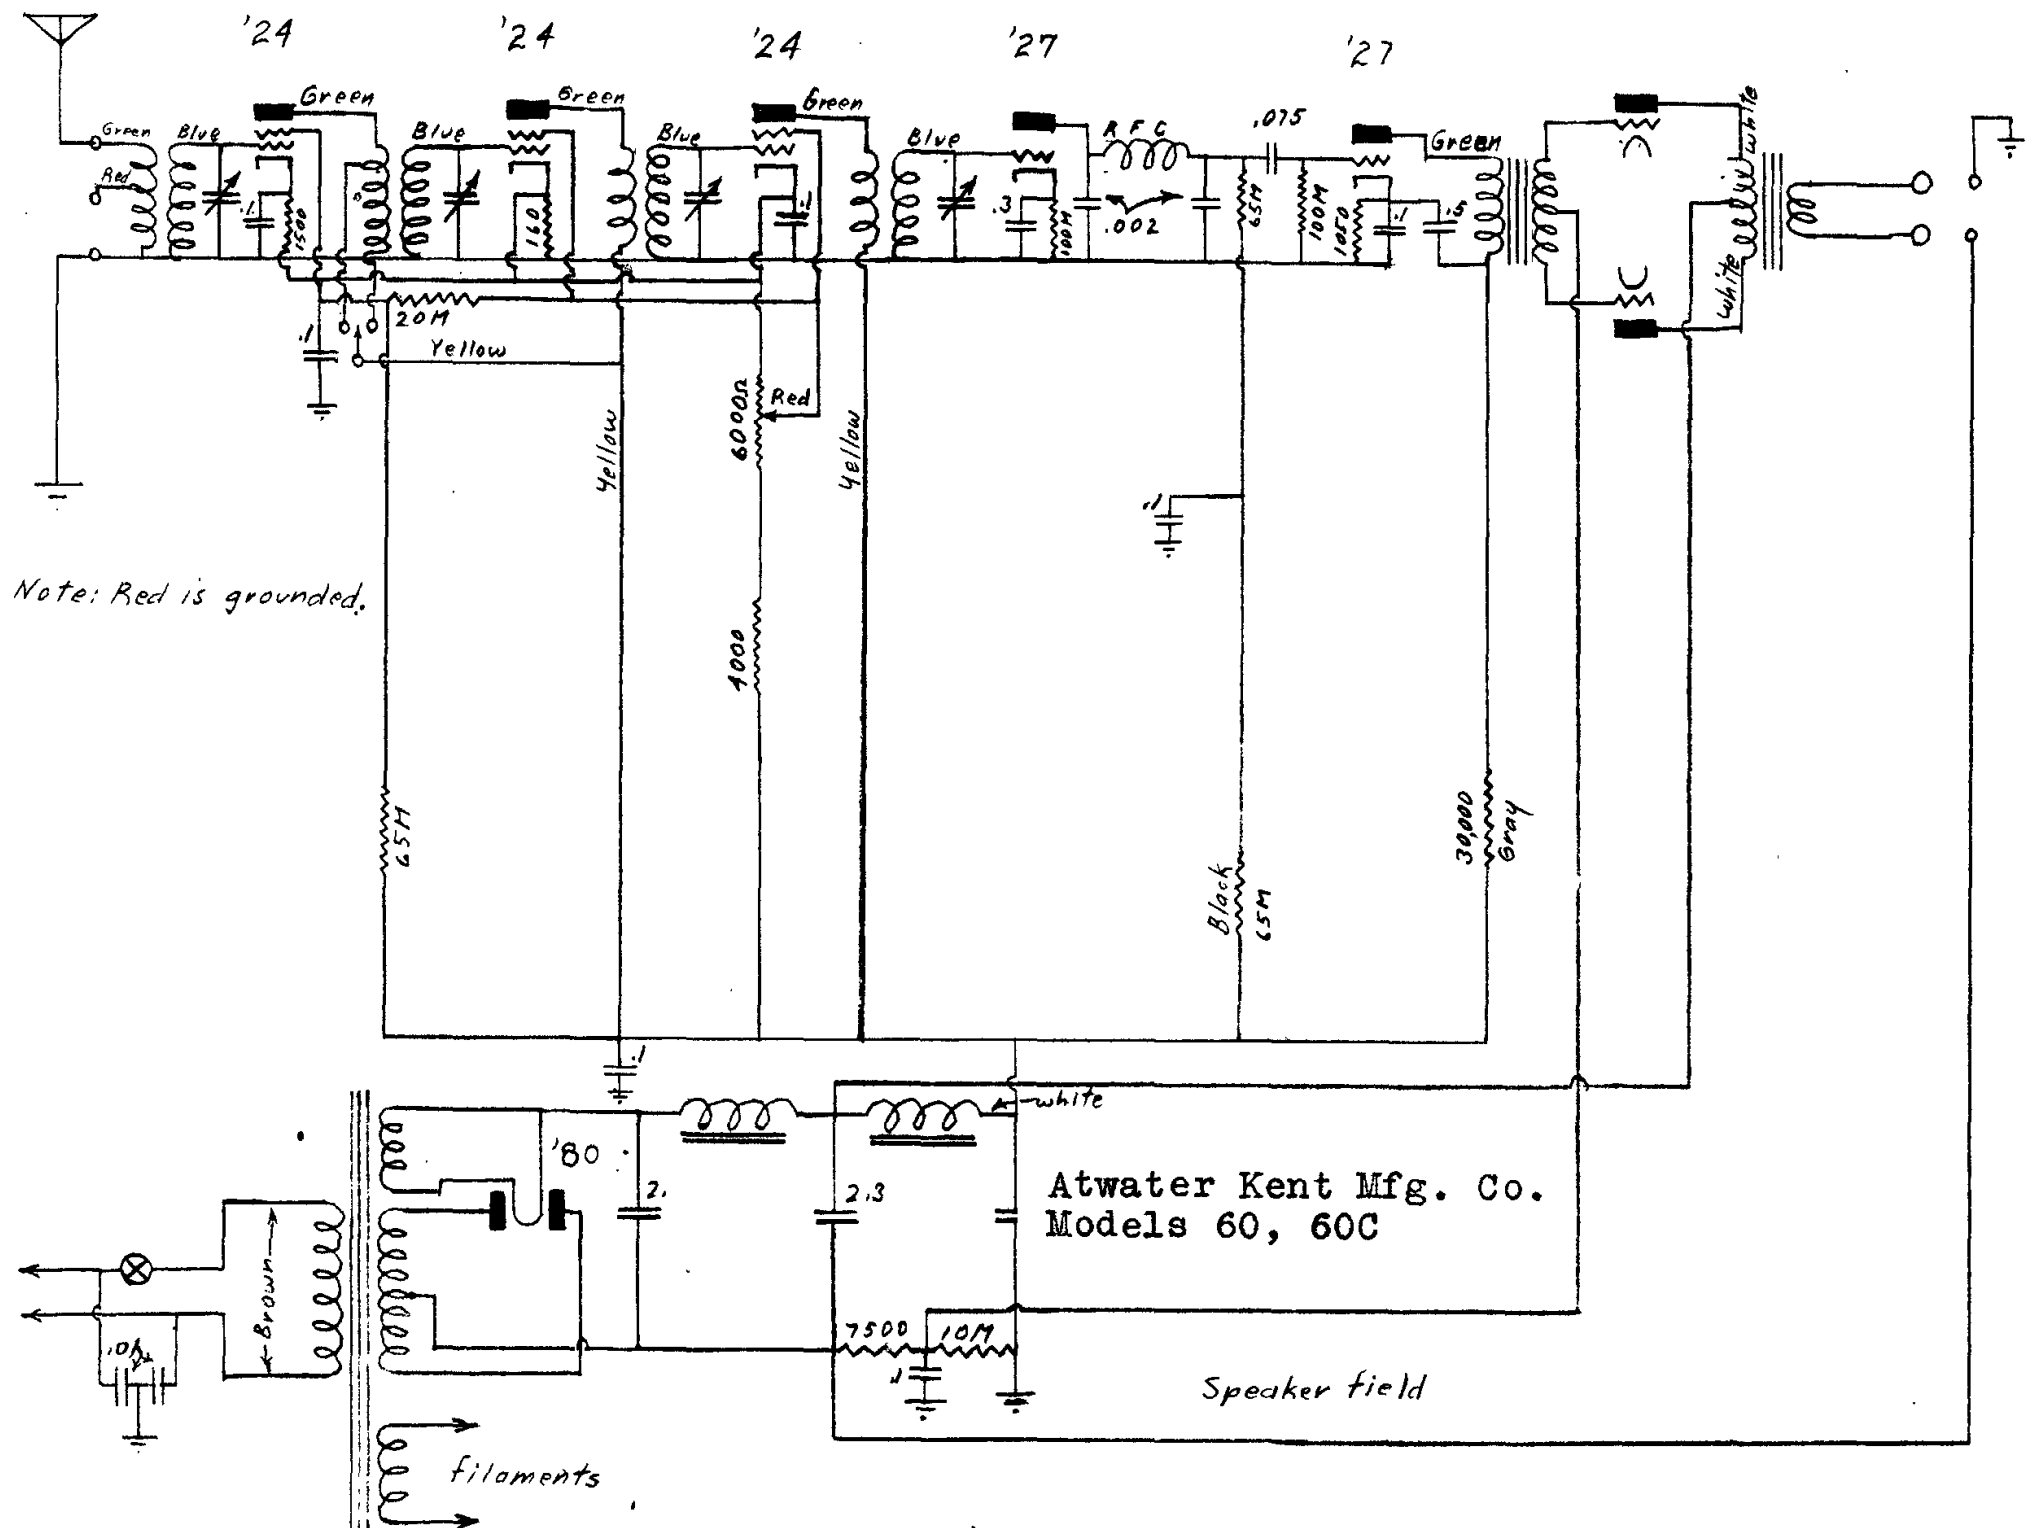 '24
'24
'24
'27
'27
Green
Green
Green
Green
Green
Red
Blue
Blue
Blue
Blue
R F C
.075
White
White
.1
1500
160
.1
.3
100M
.002
65M
100M
1050
.1
.5
20M
.1
Yellow
6000Ω
Red
Yellow
Yellow
.1
Note: Red is grounded.
4000
65M
Black
65M
30,000
Gray
.1
white
'80
2.
2.3
Atwater Kent Mfg. Co.
Models 60, 60C
Brown
7500
10M
.1
Speaker field
filaments